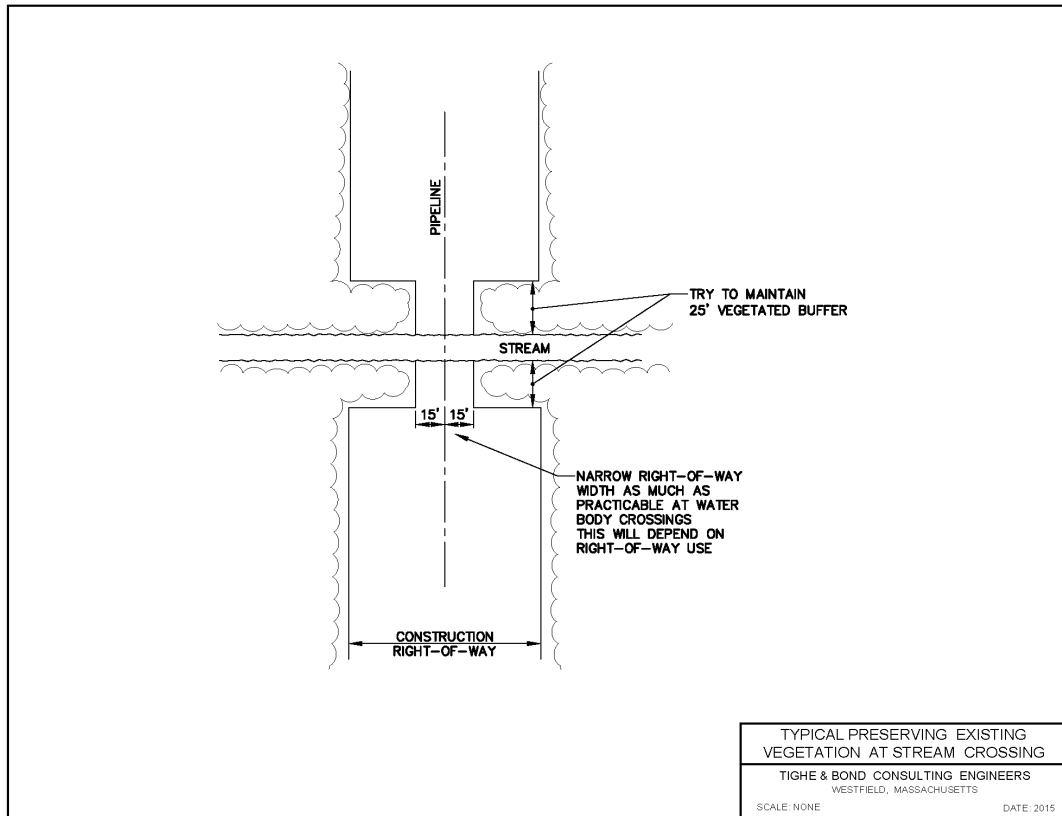 PIPELINE
TRY TO MAINTAIN
25' VEGETATED BUFFER
STREAM
15' 15'
NARROW RIGHT-OF-WAY
WIDTH AS MUCH AS
PRACTICABLE AT WATER
BODY CROSSINGS
THIS WILL DEPEND ON
RIGHT-OF-WAY USE
CONSTRUCTION
RIGHT-OF-WAY
TYPICAL PRESERVING EXISTING
VEGETATION AT STREAM CROSSING
TIGHE & BOND CONSULTING ENGINEERS
WESTFIELD, MASSACHUSETTS
SCALE: NONE DATE: 2015